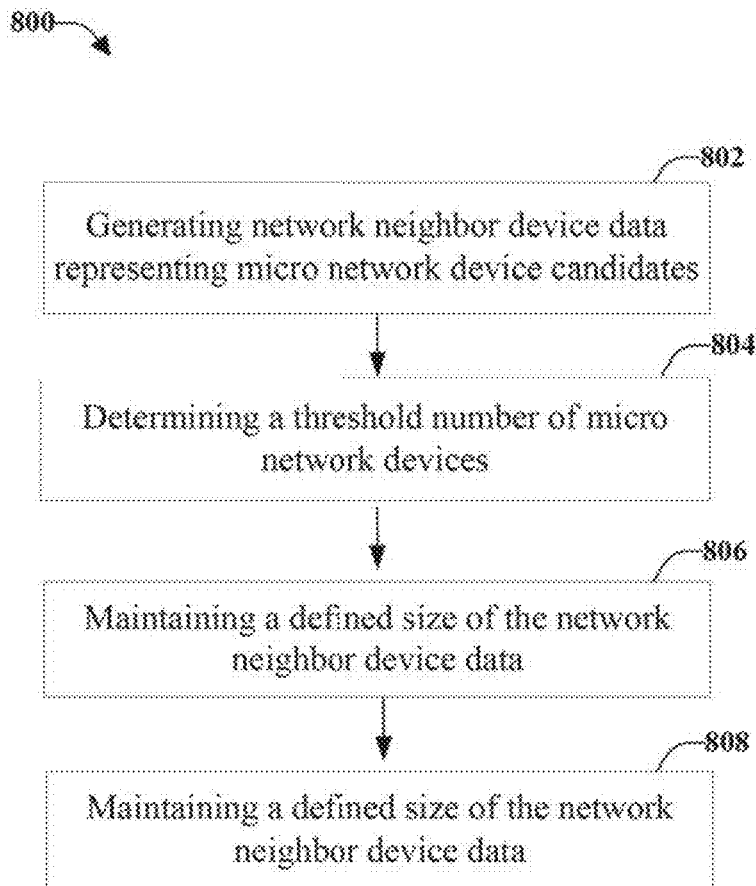 800
802
Generating network neighbor device data
representing micro network device candidates
804
Determining a threshold number of micro
network devices
806
Maintaining a defined size of the network
neighbor device data
808
Maintaining a defined size of the network
neighbor device data